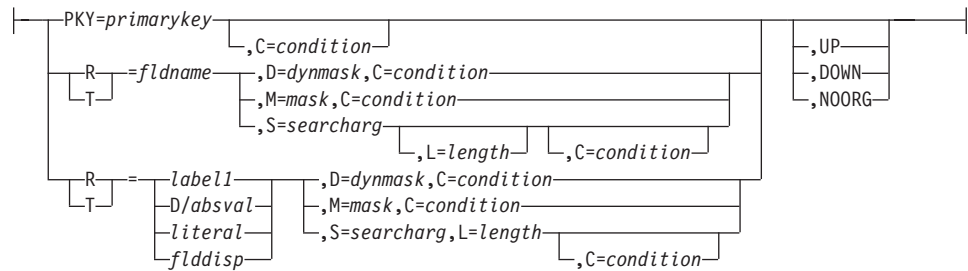 PKY=primarykey
,C=condition
,UP
,DOWN
,NOORG
R
T
=fldname
,D=dynmask,C=condition
,M=mask,C=condition
,S=searcharg
,L=length
,C=condition
R
T
=
label1
D/absval
literal
flddisp
,D=dynmask,C=condition
,M=mask,C=condition
,S=searcharg,L=length
,C=condition